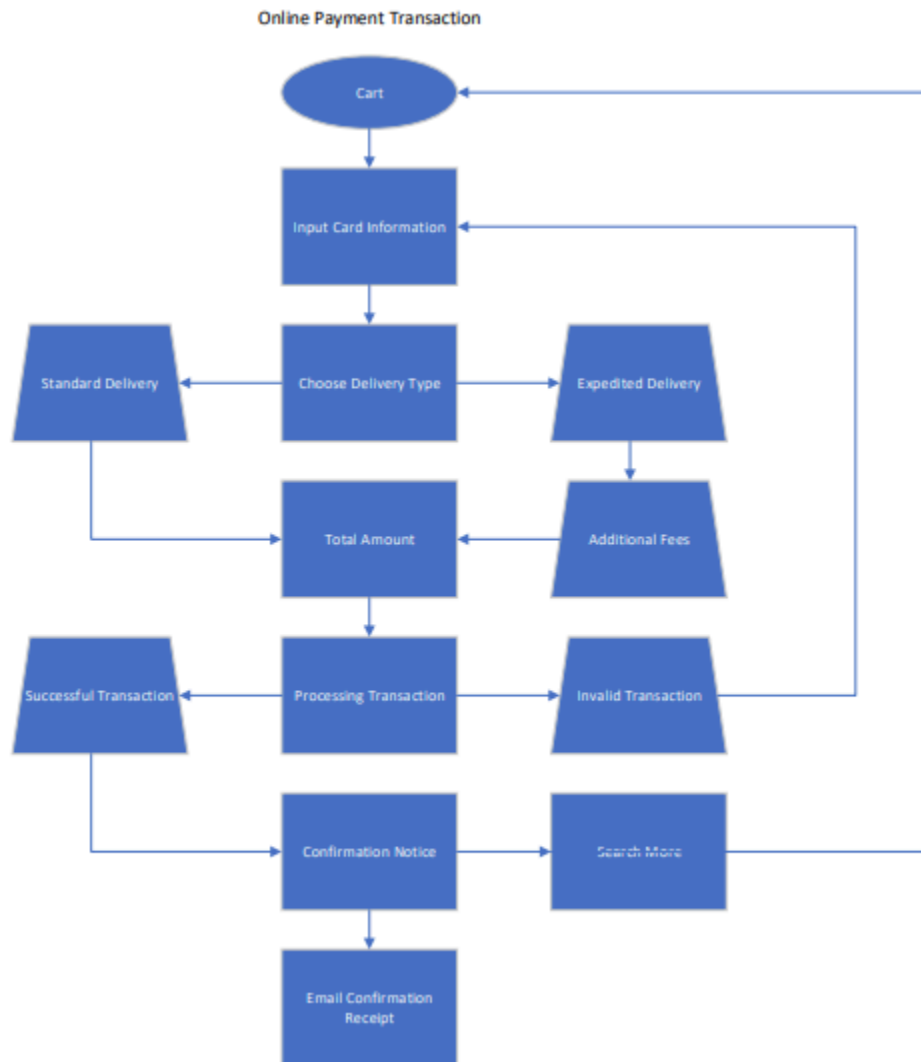 Online Payment Transaction
Cart
Input Card Information
Standard Delivery
Choose Delivery Type
Expedited Delivery
Total Amount
Additional Fees
Successful Transaction
Processing Transaction
Invalid Transaction
Confirmation Notice
Search More
Email Confirmation
Receipt